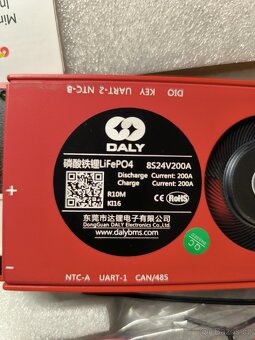 DIO KEY UART-2 NTC-B
DALY
磷酸铁锂LiFePO4 8S24V200A
Discharge Current: 200A
Charge Current: 200A
R10M
KI16
CE RoHS
东莞市达锂电子有限公司
DongGuan DALY Electronics Co.,Ltd
www.dalybms.com
NTC-A UART-1 CAN/485
+